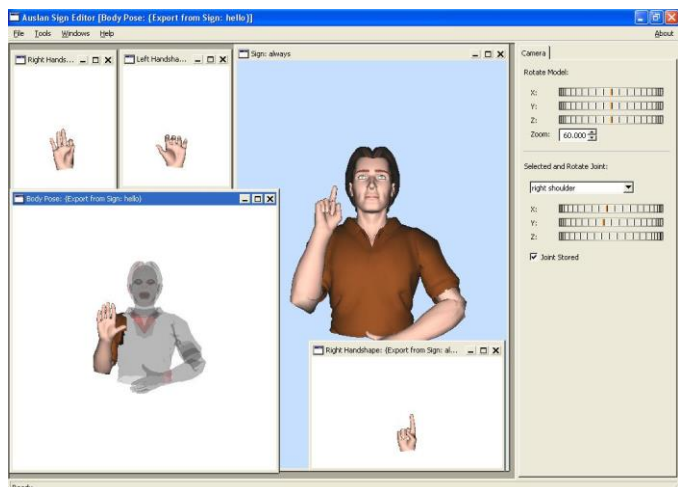 Auslan Sign Editor [Body Pose: {Export from Sign: hello}]
File Tools Windows Help About
Right Hands...
Left Handsha...
Sign: always
Camera
Rotate Model:
X:
Y:
Z:
Zoom: 60.000
Selected and Rotate Joint:
right shoulder
X:
Y:
Z:
Joint Stored
Body Pose: {Export from Sign: hello}
Right Handshape: {Export from Sign: al...
Ready